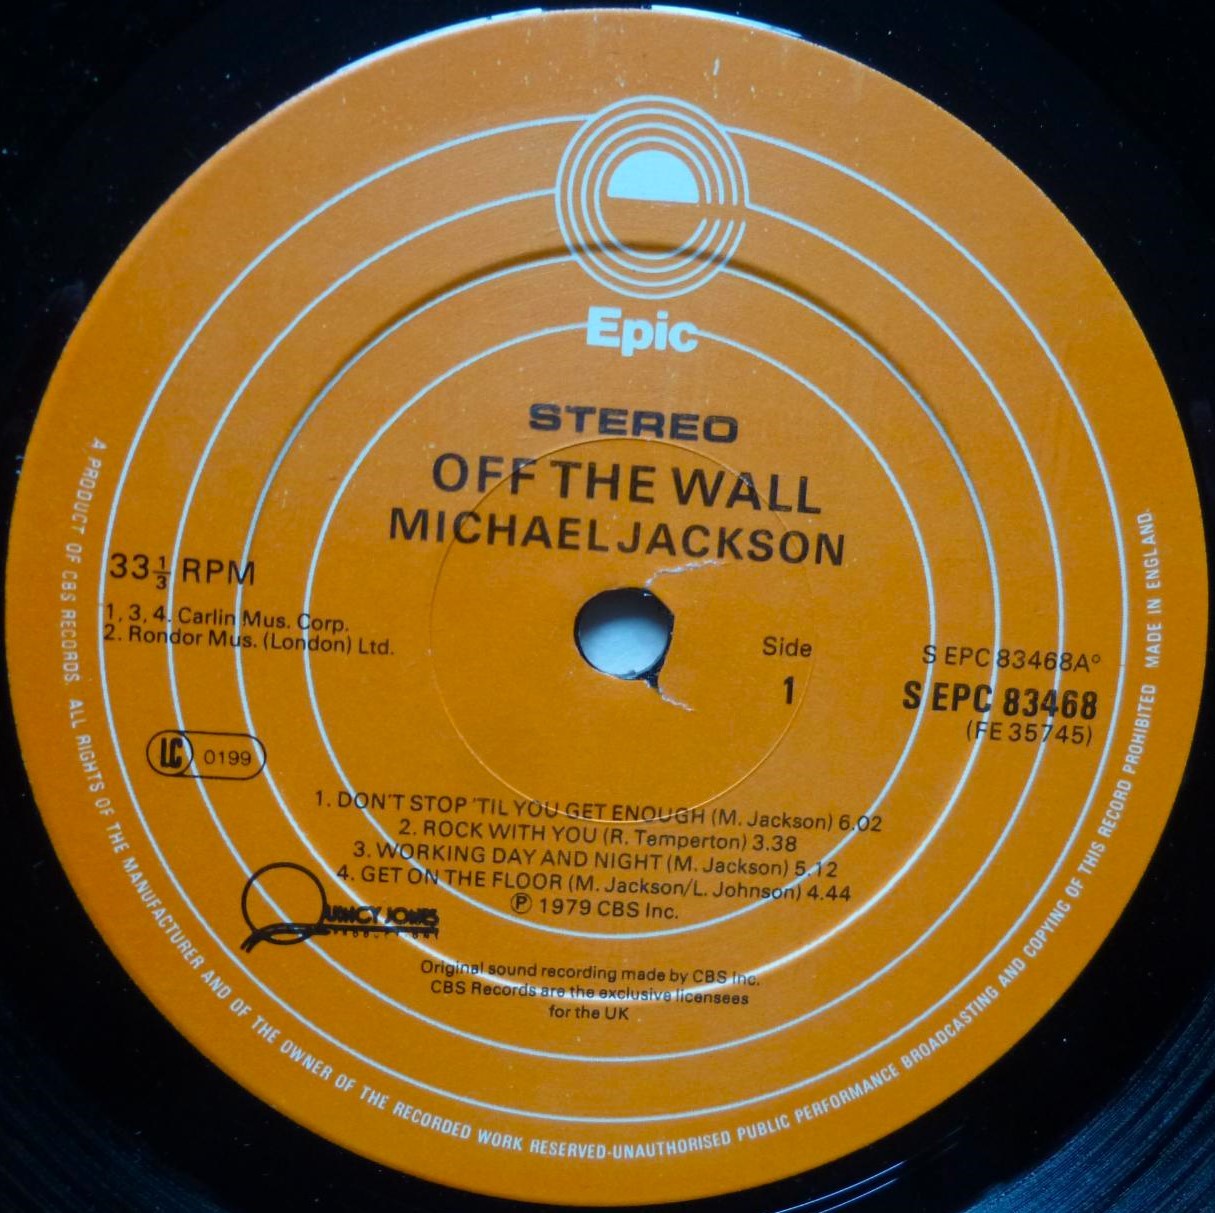 Epic
STEREO
OFF THE WALL
MICHAEL JACKSON
33 1/3 RPM
1, 3, 4. Carlin Mus. Corp.
2. Rondor Mus. (London) Ltd.
Side
1
S EPC 83468A°
S EPC 83468
(FE 35745)
LC 0199
1. DON'T STOP 'TIL YOU GET ENOUGH (M. Jackson) 6.02
2. ROCK WITH YOU (R. Temperton) 3.38
3. WORKING DAY AND NIGHT (M. Jackson) 5.12
4. GET ON THE FLOOR (M. Jackson/L. Johnson) 4.44
℗ 1979 CBS Inc.
QUINCY JONES
PRODUCTIONS
Original sound recording made by CBS Inc.
CBS Records are the exclusive licensees
for the UK
A PRODUCT OF CBS RECORDS. ALL RIGHTS OF THE MANUFACTURER AND OF THE OWNER OF THE RECORDED WORK RESERVED-UNAUTHORISED PUBLIC PERFORMANCE BROADCASTING AND COPYING OF THIS RECORD PROHIBITED MADE IN ENGLAND.